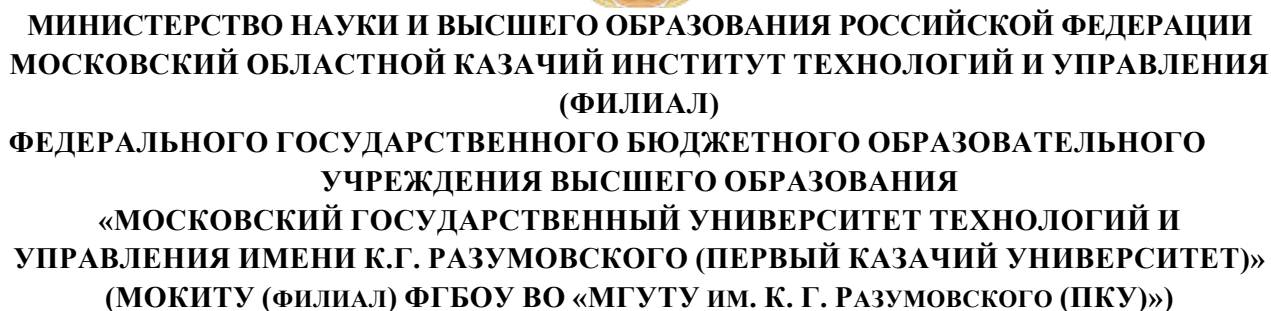 МИНИСТЕРСТВО НАУКИ И ВЫСШЕГО ОБРАЗОВАНИЯ РОССИЙСКОЙ ФЕДЕРАЦИИ
МОСКОВСКИЙ ОБЛАСТНОЙ КАЗАЧИЙ ИНСТИТУТ ТЕХНОЛОГИЙ И УПРАВЛЕНИЯ
(ФИЛИАЛ)
ФЕДЕРАЛЬНОГО ГОСУДАРСТВЕННОГО БЮДЖЕТНОГО ОБРАЗОВАТЕЛЬНОГО
УЧРЕЖДЕНИЯ ВЫСШЕГО ОБРАЗОВАНИЯ
«МОСКОВСКИЙ ГОСУДАРСТВЕННЫЙ УНИВЕРСИТЕТ ТЕХНОЛОГИЙ И
УПРАВЛЕНИЯ ИМЕНИ К.Г. РАЗУМОВСКОГО (ПЕРВЫЙ КАЗАЧИЙ УНИВЕРСИТЕТ)»
(МОКИТУ (ФИЛИАЛ) ФГБОУ ВО «МГУТУ ИМ. К. Г. РАЗУМОВСКОГО (ПКУ)»)